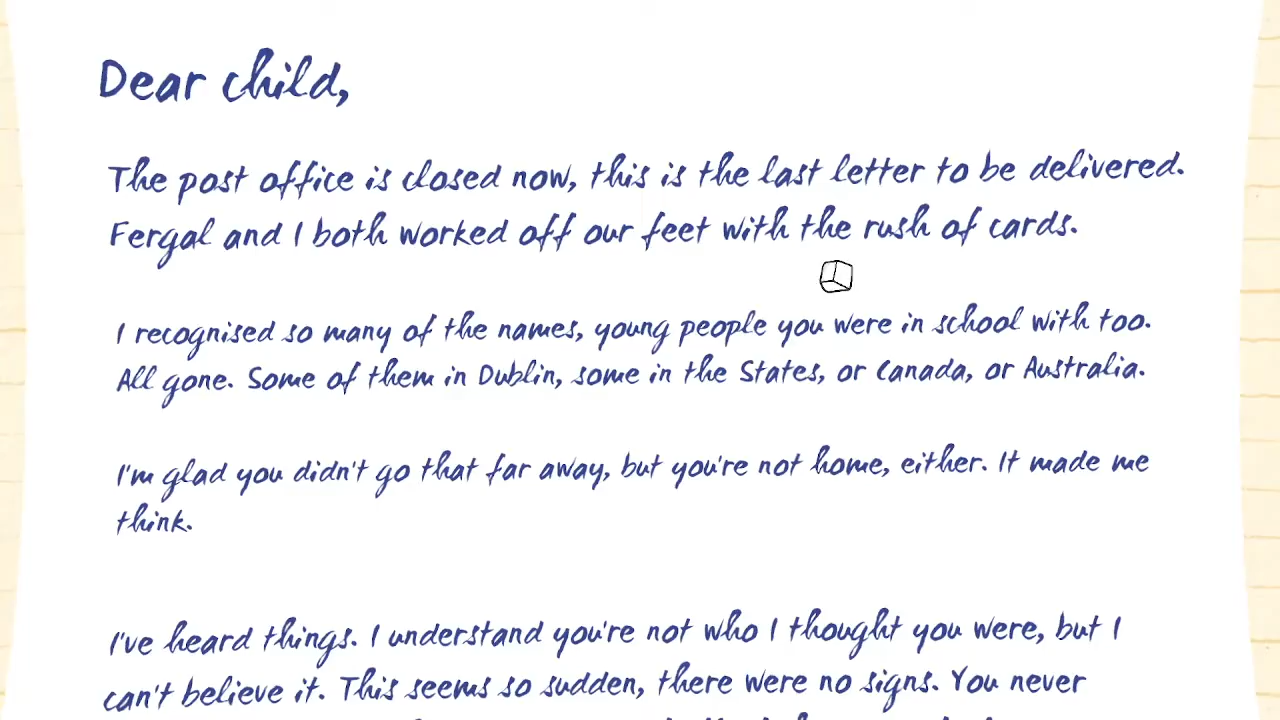 Dear child,
The post office is closed now, this is the last letter to be delivered.
Fergal and I both worked off our feet with the rush of cards.
I recognised so many of the names, young people you were in school with too.
All gone. Some of them in Dublin, some in the States, or Canada, or Australia.
I'm glad you didn't go that far away, but you're not home, either. It made me
think.
I've heard things. I understand you're not who I thought you were, but I
can't believe it. This seems so sudden, there were no signs. You never